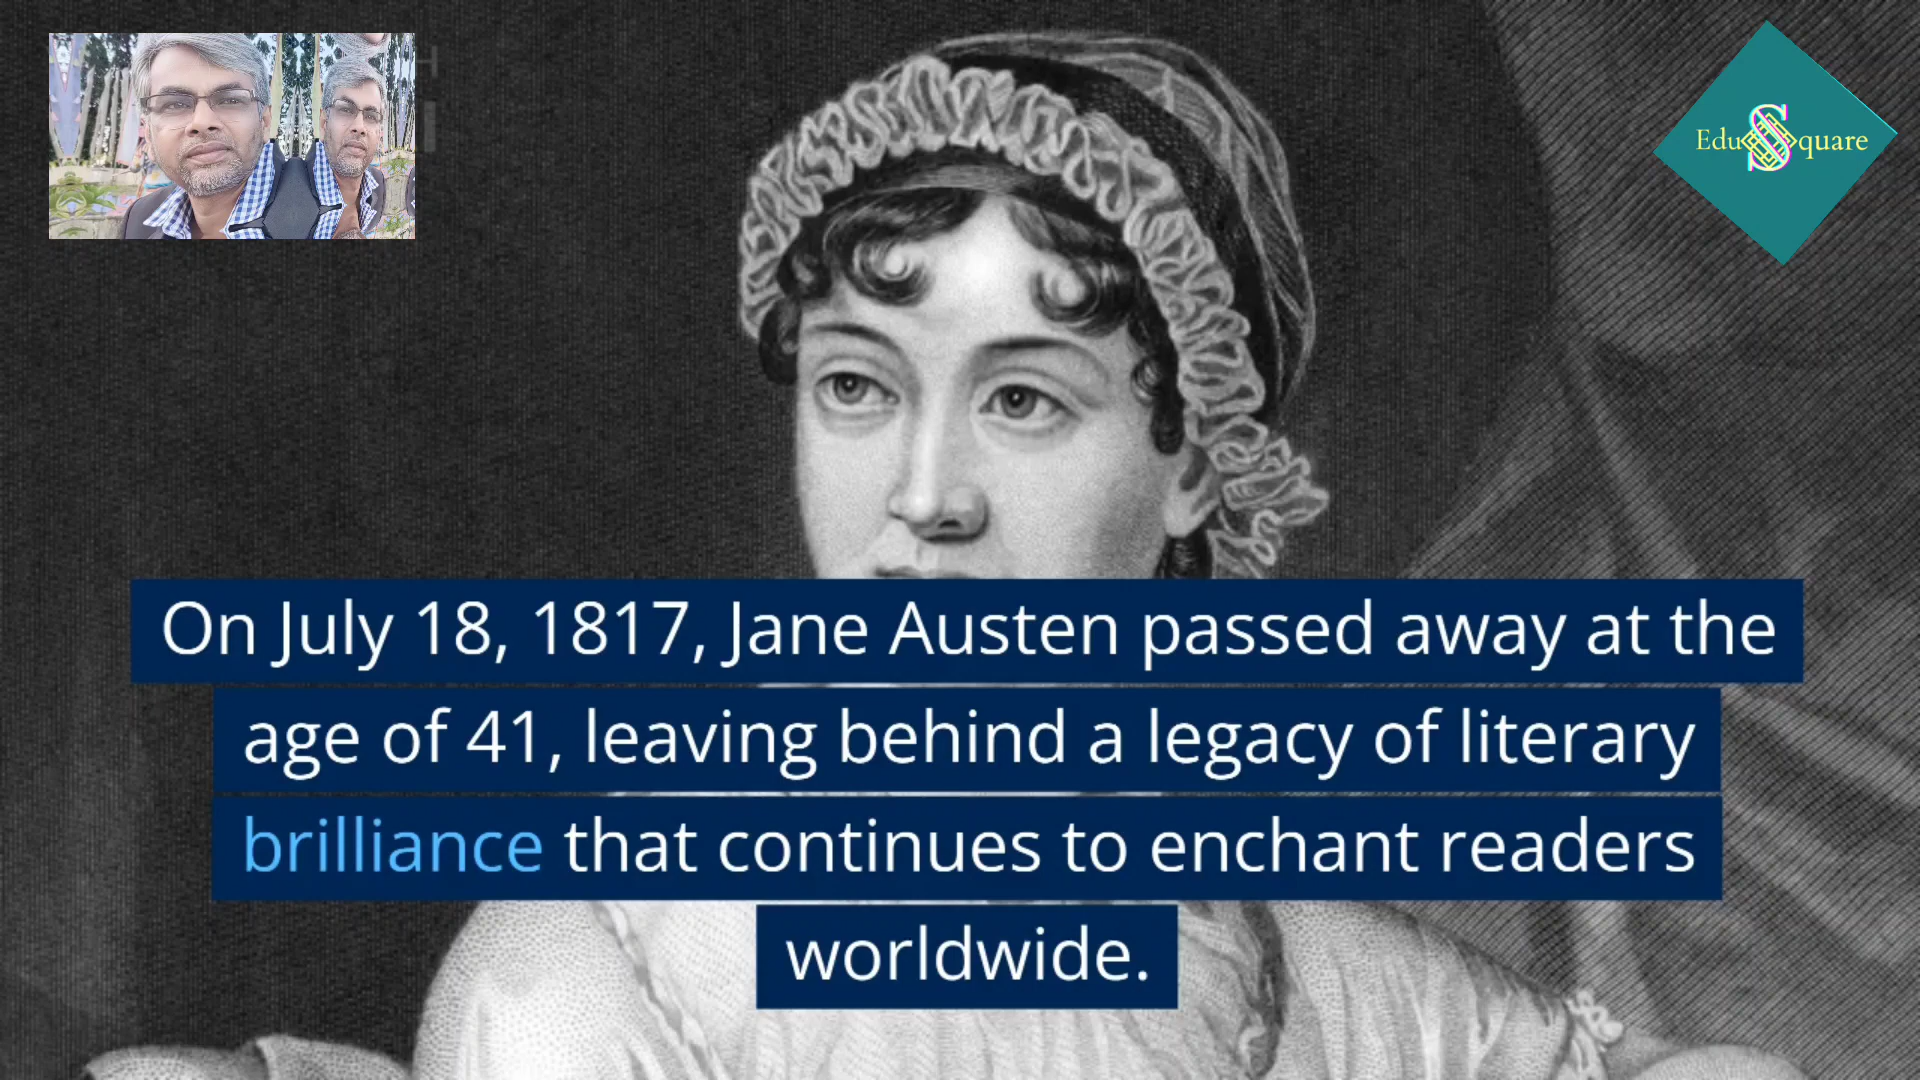 Edu Square
On July 18, 1817, Jane Austen passed away at the
age of 41, leaving behind a legacy of literary
brilliance that continues to enchant readers
worldwide.